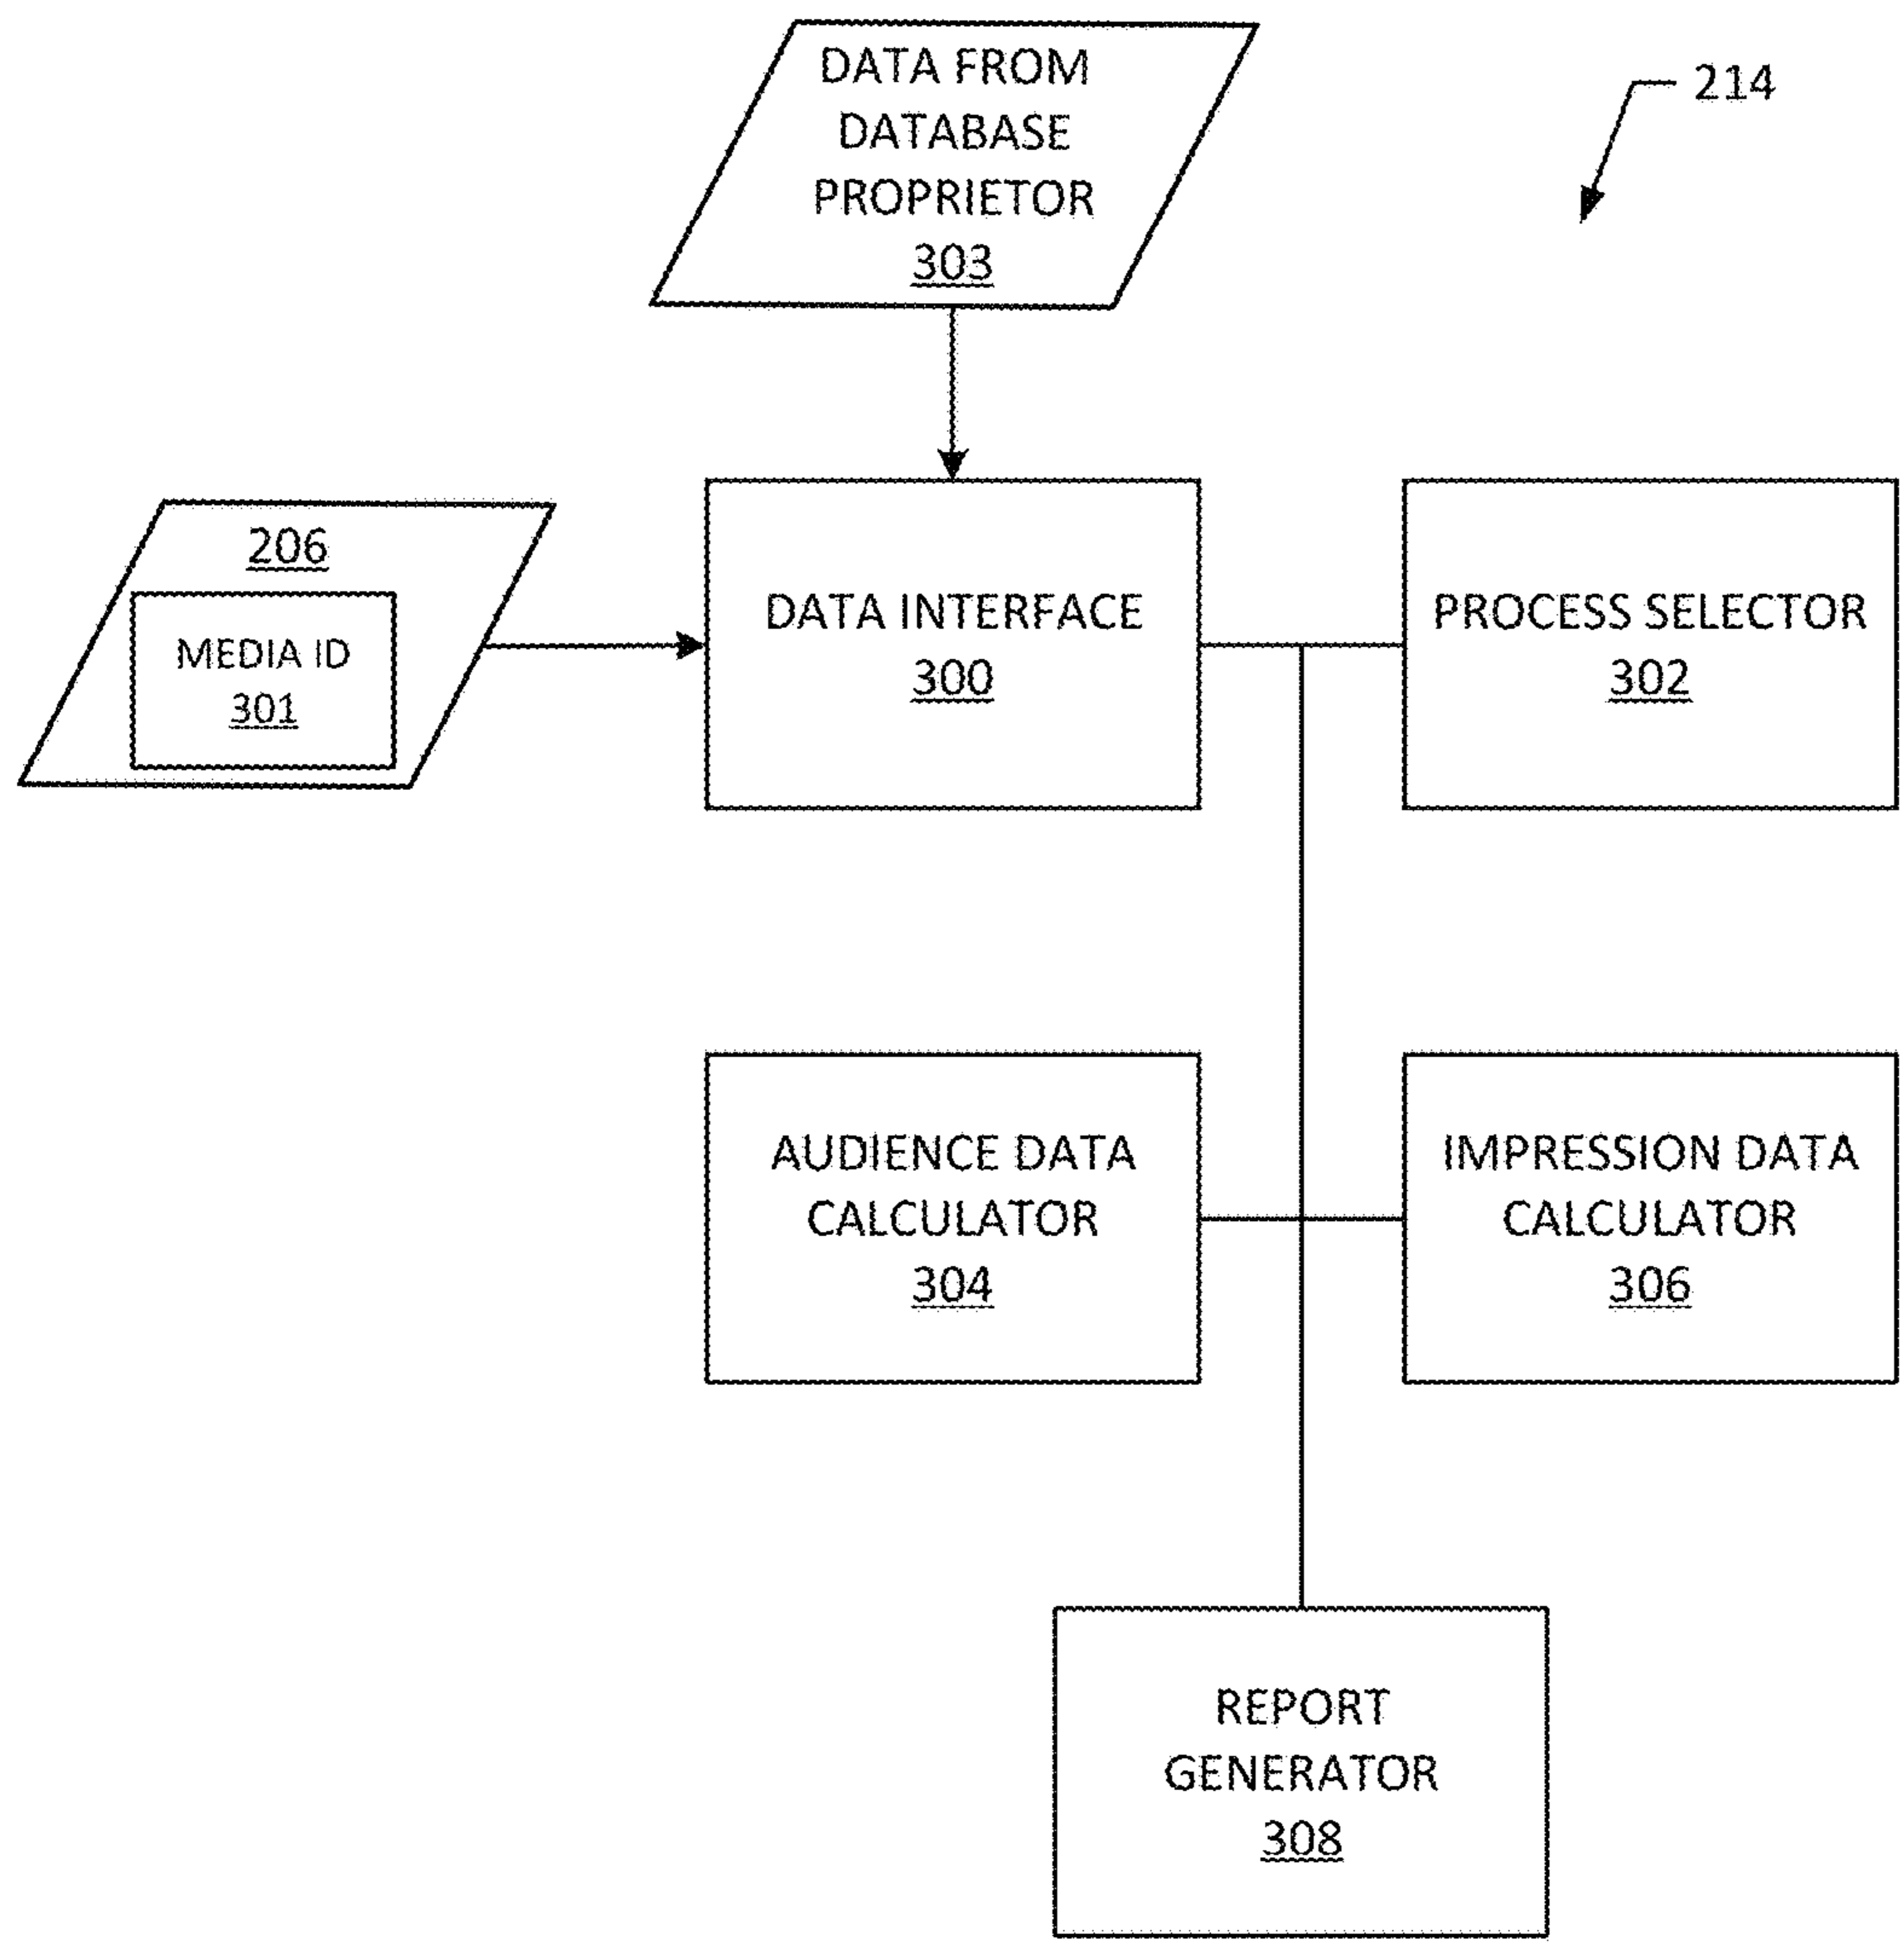 DATA FROM
DATABASE
PROPRIETOR
303
214
206
MEDIA ID
301
DATA INTERFACE
300
PROCESS SELECTOR
302
AUDIENCE DATA
CALCULATOR
304
IMPRESSION DATA
CALCULATOR
306
REPORT
GENERATOR
308